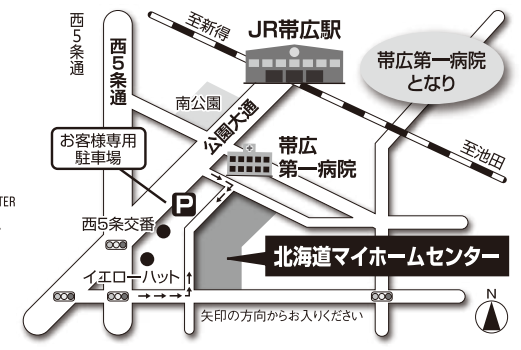 至新得
JR帯広駅
西5条通
西5条通
帯広第一病院
となり
南公園
公園大通
お客様専用
駐車場
帯広
第一病院
至池田
TER
P
西5条交番
北海道マイホームセンター
イエローハット
N
矢印の方向からお入りください